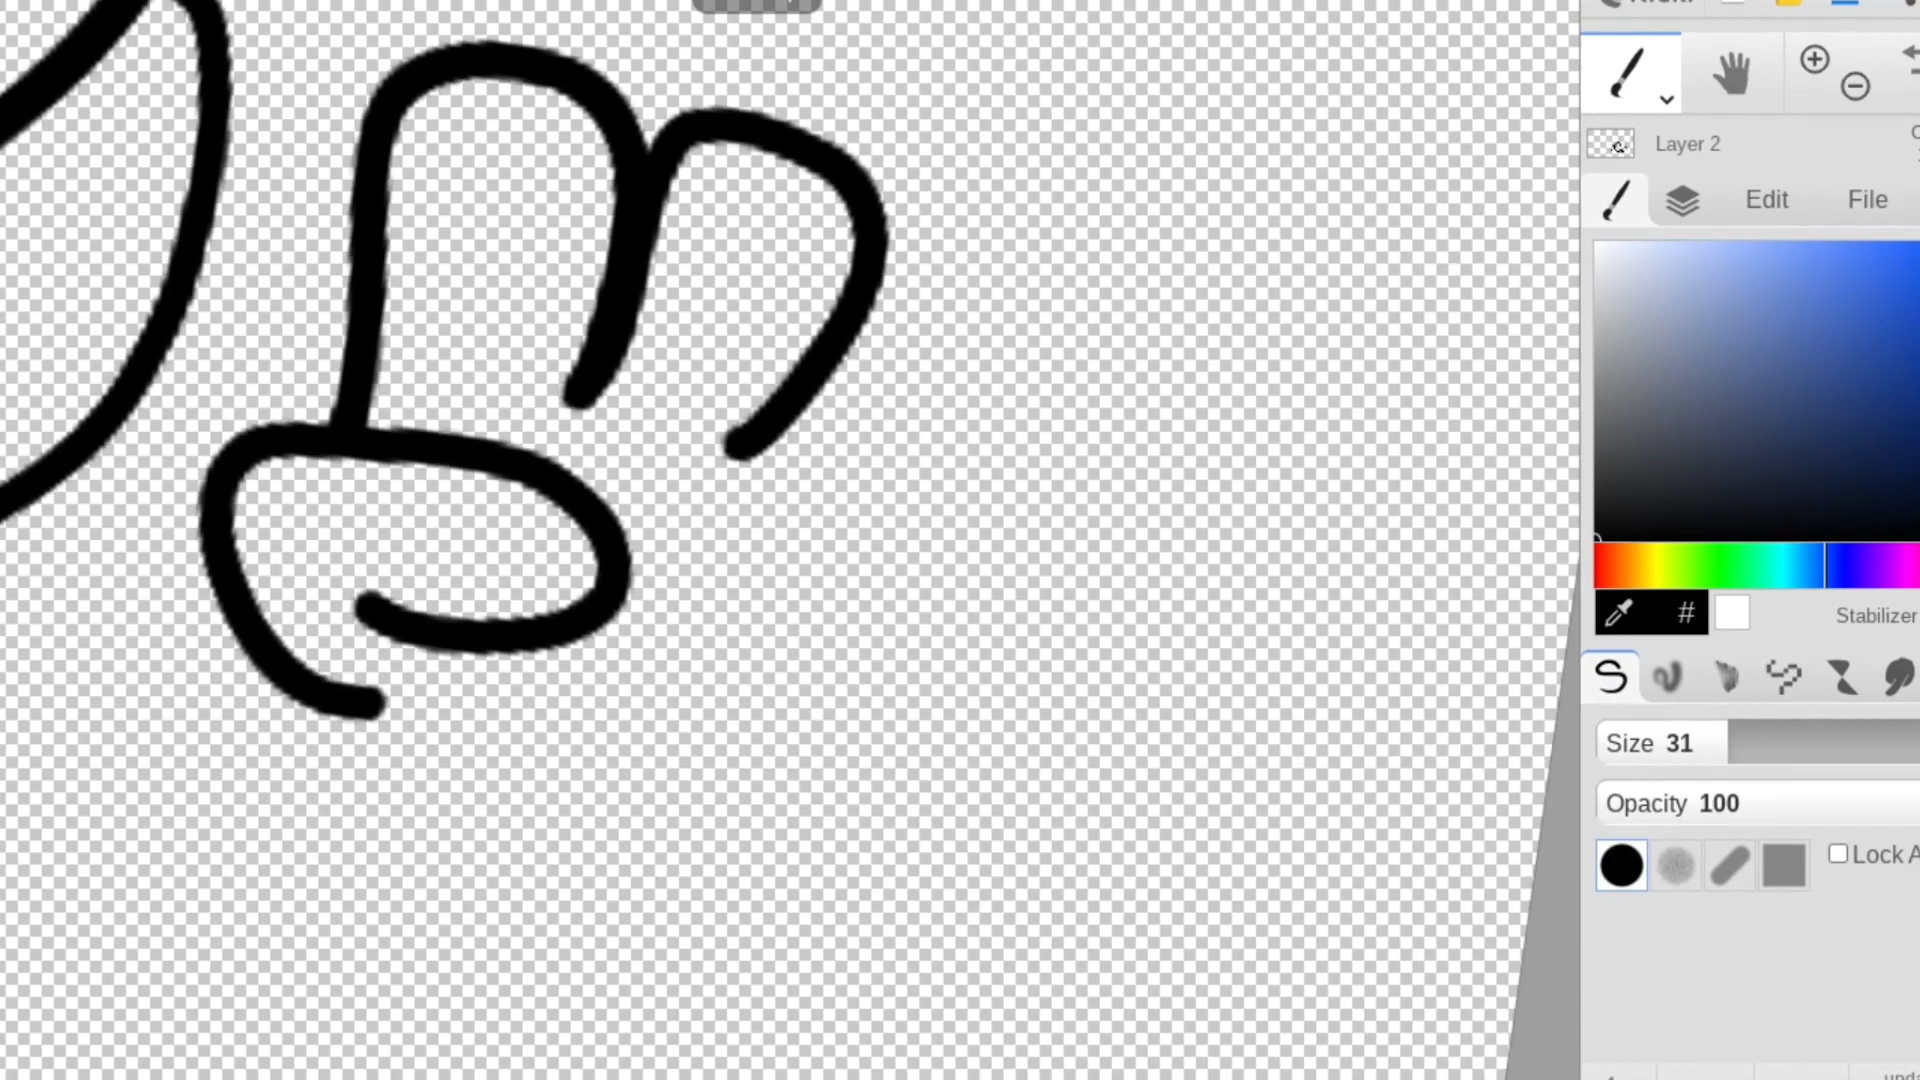 Layer 2
Edit
File
#
Stabilizer
Size 31
Opacity 100
Lock A